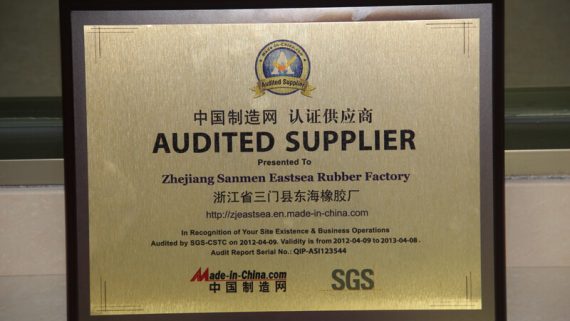 Made-in-China.com
Audited Supplier
中国制造网 认证供应商
AUDITED SUPPLIER
Presented To
Zhejiang Sanmen Eastsea Rubber Factory
浙江省三门县东海橡胶厂
http://zjeastsea.en.made-in-china.com
In Recognition of Your Site Existence & Business Operations
Audited by SGS-CSTC on 2012-04-09. Validity is from 2012-04-09 to 2013-04-08.
Audit Report Serial No.: QIP-ASI123544
Made-in-China.com
中国制造网
SGS